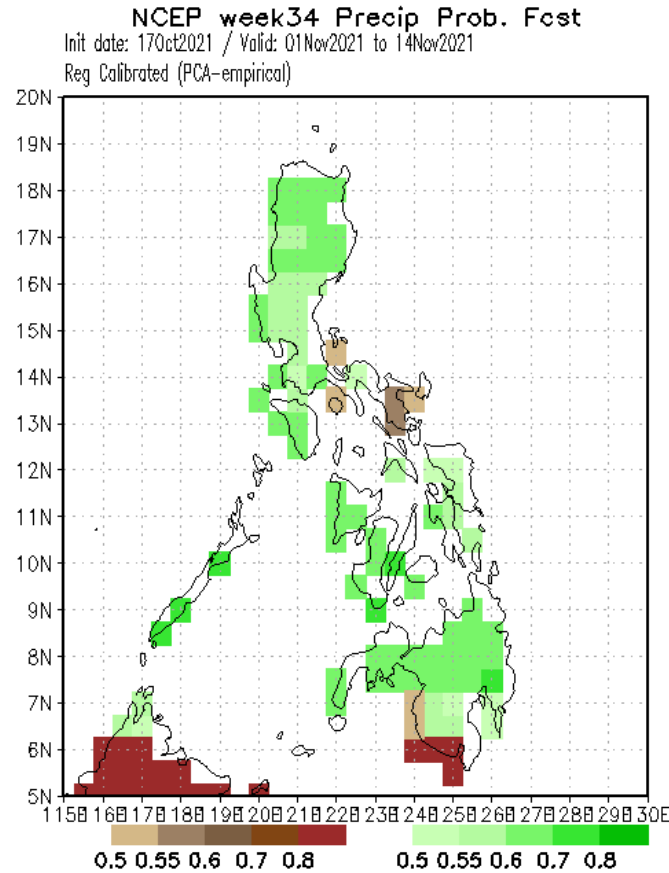 NCEP week34 Precip Prob. Fcst
Init date: 17Oct2021 / Valid: 01Nov2021 to 14Nov2021
Reg Calibrated (PCA-empirical)
20N
19N
18N
17N
16N
15N
14N
13N
12N
11N
10N
9N
8N
7N
6N
5N
115E 116E 117E 118E 119E 120E 121E 122E 123E 124E 125E 126E 127E 128E 129E 130E
0.5 0.55 0.6 0.7 0.8 0.5 0.55 0.6 0.7 0.8